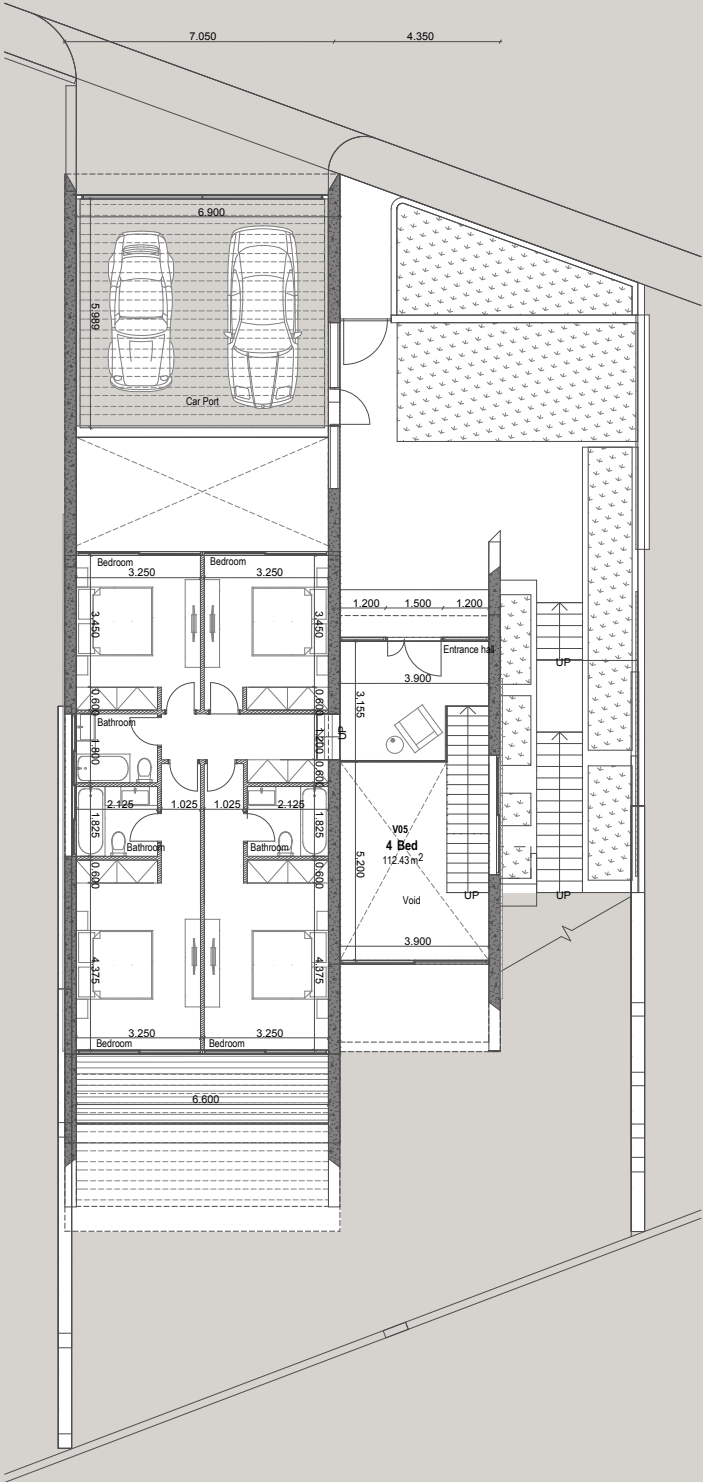 7.050 4.350
6.900
5.989
Car Port
Bedroom Bedroom
3.250 3.250
3.450 3.450
1.200 1.500 1.200
Entrance hall
3.900
3.155
UP
0.600 0.600
Bathroom
1.800 1.200
UP
0.600
2.125 1.025 1.025 2.125
1.825 1.825
Bathroom Bathroom
V05
4 Bed
112.43 m2
5.200
0.600 0.600
Void
UP UP
3.900
4.375 4.375
3.250 3.250
Bedroom Bedroom
6.600